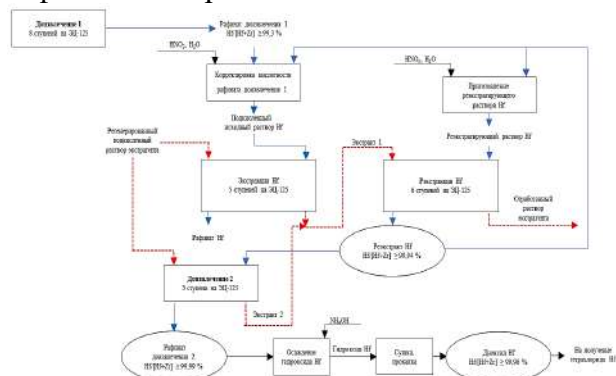 Доизвлечение 1
8 ступеней на ЭЦ-125
Рафинат доизвлечения 1
Hf/[Hf+Zr] ≥99,3 %
HNO₃, H₂O
Корректировка кислотности
рафината доизвлечения 1
HNO₃, H₂O
Приготовление
реэкстрагирующего
раствора Hf
Подкисленный
исходный раствор Hf
Реэкстрагирующий раствор Hf
Регенерированный
подкисленный
раствор экстрагента
Экстракт 1
Экстракция Hf
5 ступеней на ЭЦ-125
Реэкстракция Hf
6 ступеней на ЭЦ-125
Отработанный
раствор
экстрагента
Рафинат Hf
Реэкстракт Hf
Hf/[Hf+Zr] ≥99,94 %
Доизвлечение 2
5 ступеней на ЭЦ-125
Экстракт 2
NH₄OH
Рафинат
доизвлечения 2
Hf/[Hf+Zr] ≥99,99 %
Осаждение
гидроксида Hf
Гидроксид Hf
Сушка,
прокалка
Диоксид Hf
Hf/[Hf+Zr] ≥99,96 %
На получение
тетрахлорида Hf